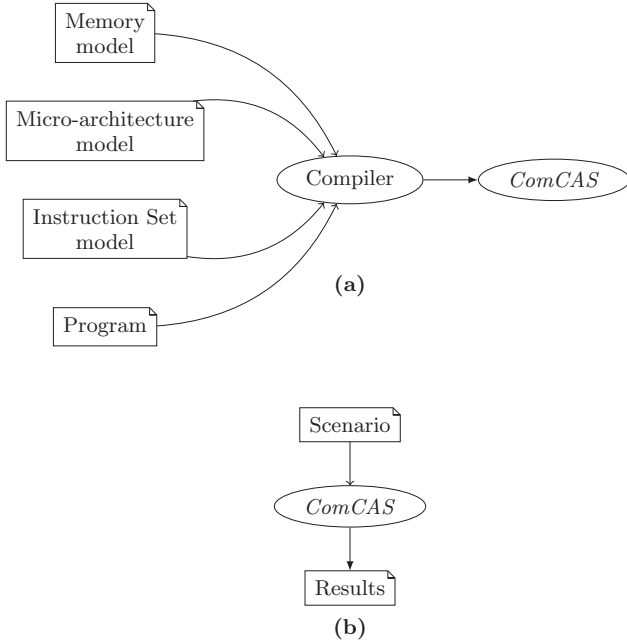 Memory
model
Micro-architecture
model
Compiler
ComCAS
Instruction Set
model
(a)
Program
Scenario
ComCAS
Results
(b)